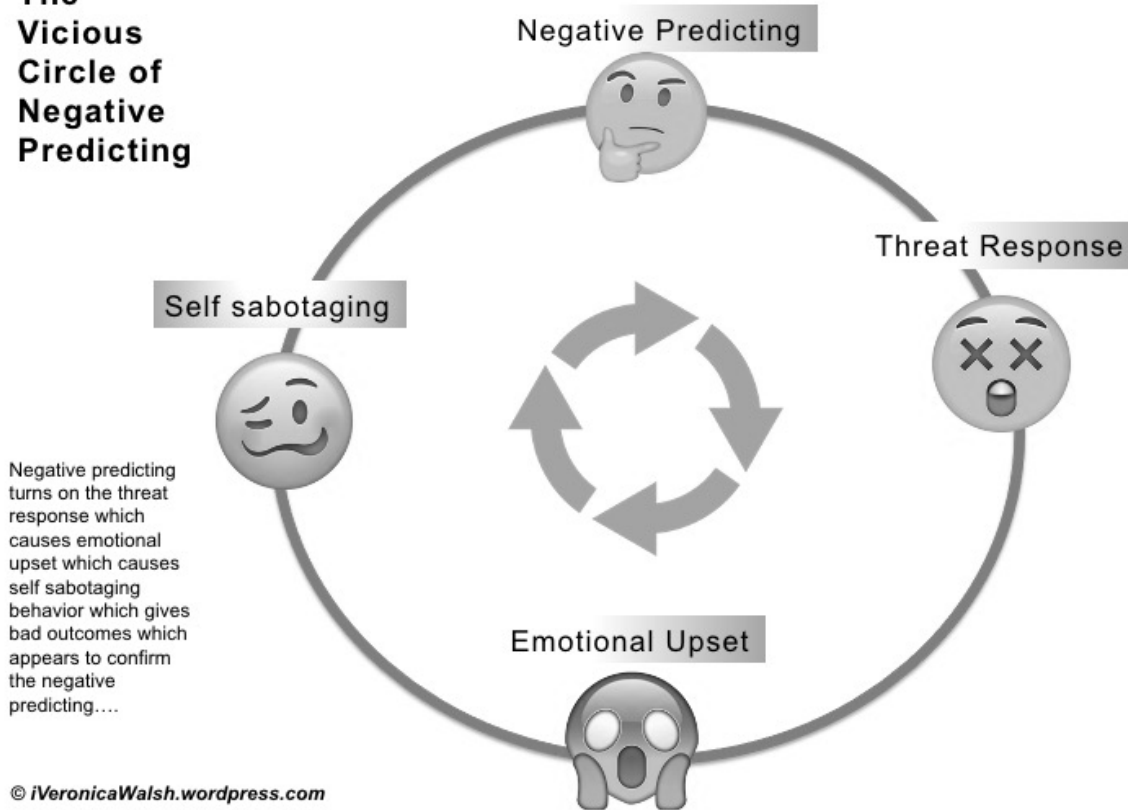 The
Vicious
Circle of
Negative
Predicting
Negative Predicting
Threat Response
Self sabotaging
Negative predicting
turns on the threat
response which
causes emotional
upset which causes
self sabotaging
behavior which gives
bad outcomes which
appears to confirm
the negative
predicting....
Emotional Upset
© iVeronicaWalsh.wordpress.com